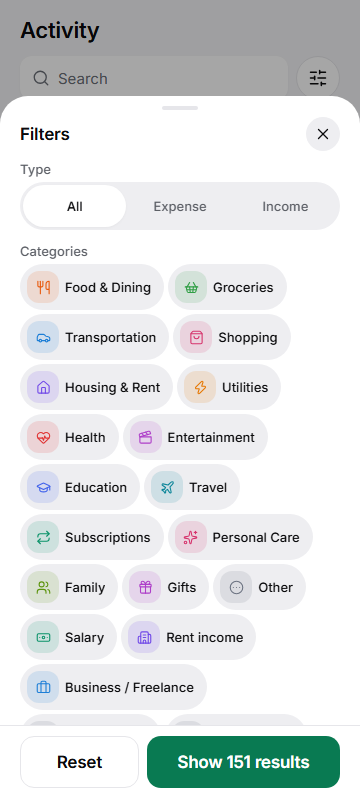 Activity
Search
Filters
Type
All Expense Income
Categories
Food & Dining Groceries
Transportation Shopping
Housing & Rent Utilities
Health Entertainment
Education Travel
Subscriptions Personal Care
Family Gifts Other
Salary Rent income
Business / Freelance
Reset Show 151 results